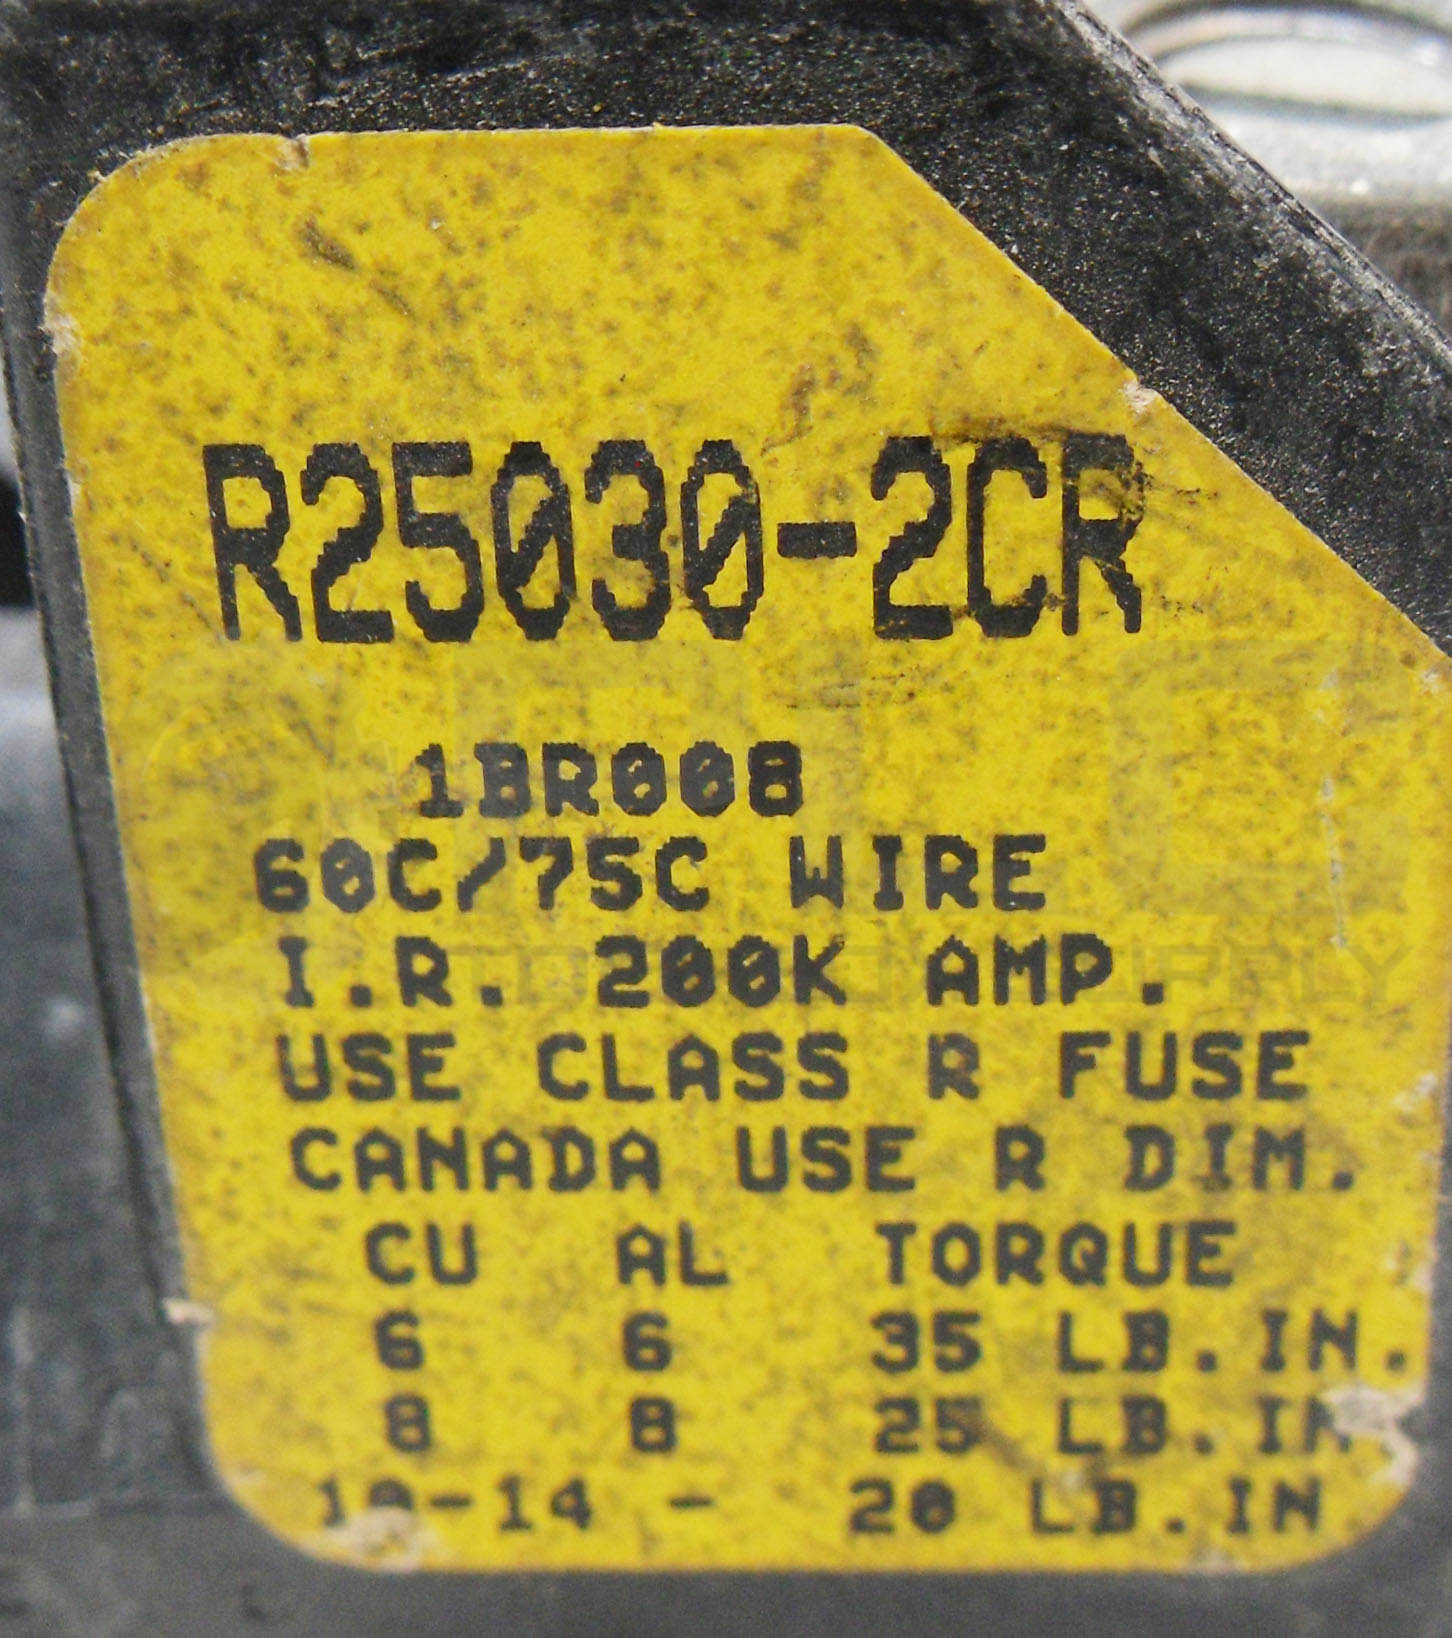 R25030-2CR
1BR008
60C/75C WIRE
I.R. 200K AMP.
USE CLASS R FUSE
CANADA USE R DIM.
CU AL TORQUE
6 6 35 LB.IN.
8 8 25 LB.IN
10-14 - 20 LB.IN